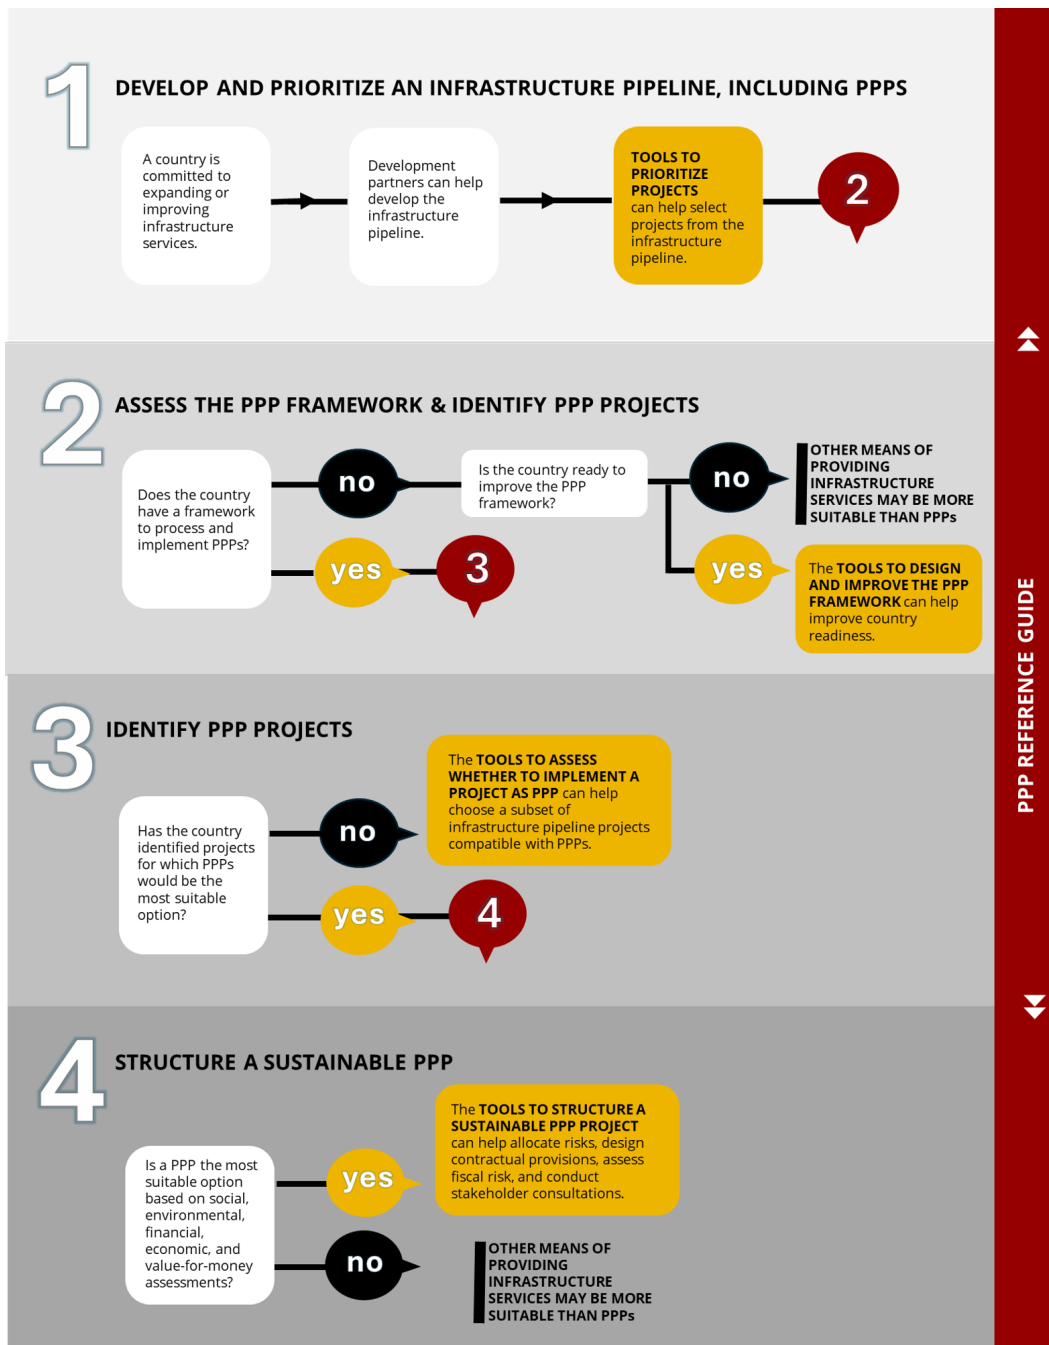 1
DEVELOP AND PRIORITIZE AN INFRASTRUCTURE PIPELINE, INCLUDING PPPS
A country is
committed to
expanding or
improving
infrastructure
services.
Development
partners can help
develop the
infrastructure
pipeline.
TOOLS TO
PRIORITIZE
PROJECTS
can help select
projects from the
infrastructure
pipeline.
2
2
ASSESS THE PPP FRAMEWORK & IDENTIFY PPP PROJECTS
Does the country
have a framework
to process and
implement PPPs?
no
Is the country ready to
improve the PPP
framework?
no
OTHER MEANS OF
PROVIDING
INFRASTRUCTURE
SERVICES MAY BE MORE
SUITABLE THAN PPPs
yes
3
yes
The TOOLS TO DESIGN
AND IMPROVE THE PPP
FRAMEWORK can help
improve country
readiness.
3
IDENTIFY PPP PROJECTS
Has the country
identified projects
for which PPPs
would be the
most suitable
option?
no
The TOOLS TO ASSESS
WHETHER TO IMPLEMENT A
PROJECT AS PPP can help
choose a subset of
infrastructure pipeline projects
compatible with PPPs.
yes
4
4
STRUCTURE A SUSTAINABLE PPP
Is a PPP the most
suitable option
based on social,
environmental,
financial,
economic, and
value-for-money
assessments?
yes
The TOOLS TO STRUCTURE A
SUSTAINABLE PPP PROJECT
can help allocate risks, design
contractual provisions, assess
fiscal risk, and conduct
stakeholder consultations.
no
OTHER MEANS OF
PROVIDING
INFRASTRUCTURE
SERVICES MAY BE MORE
SUITABLE THAN PPPs
PPP REFERENCE GUIDE